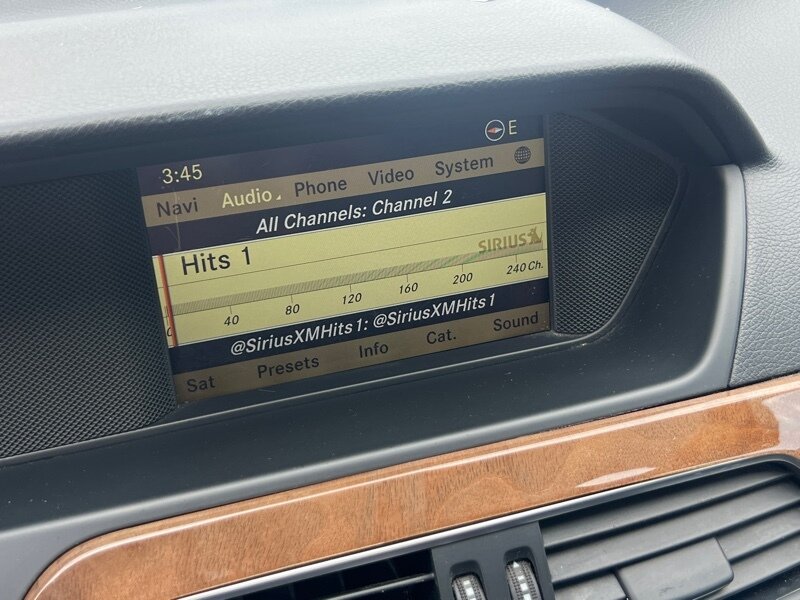 E
3:45
Navi Audio Phone Video System
All Channels: Channel 2
Hits 1
SIRIUS
0 40 80 120 160 200 240 Ch.
@SiriusXMHits1: @SiriusXMHits1
Sat Presets Info Cat. Sound